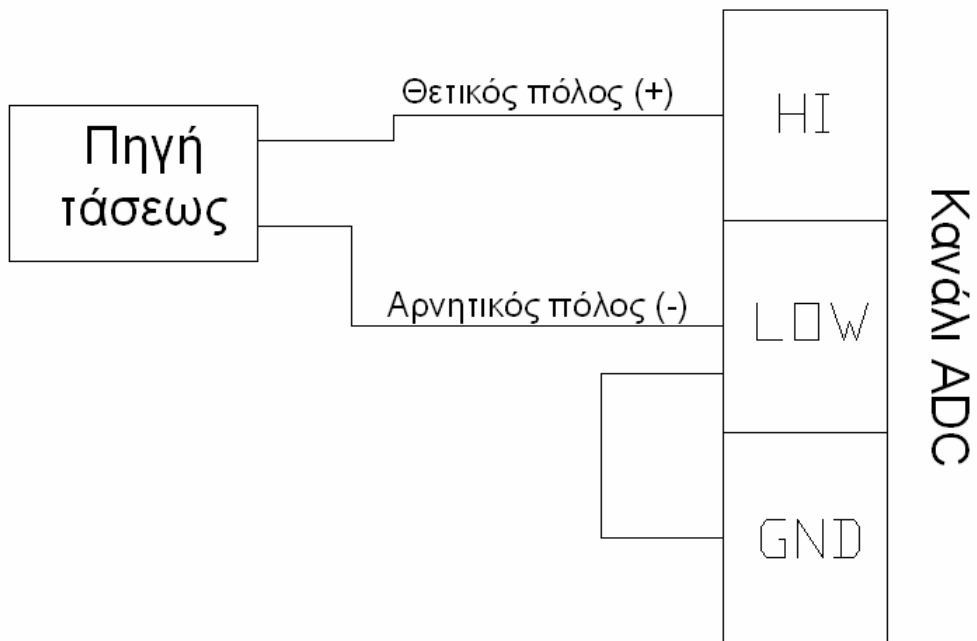 Θετικός πόλος (+)
HI
Πηγή
τάσεως
Αρνητικός πόλος (-)
LOW
GND
Κανάλι ADC